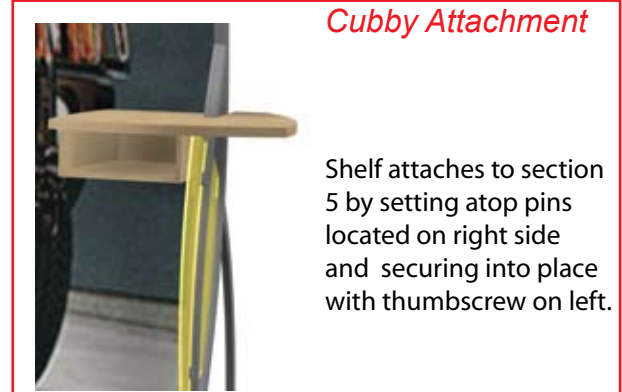 Cubby Attachment
Shelf attaches to section
5 by setting atop pins
located on right side
and securing into place
with thumbscrew on left.